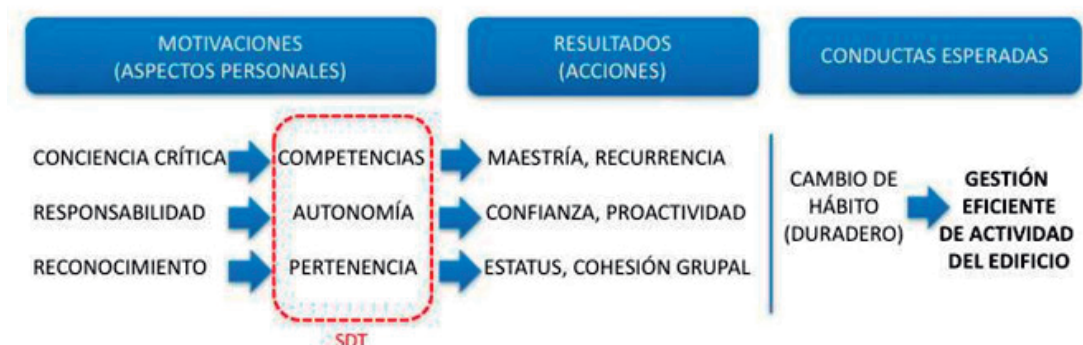 MOTIVACIONES
(ASPECTOS PERSONALES)
RESULTADOS
(ACCIONES)
CONDUCTAS ESPERADAS
CONCIENCIA CRÍTICA
COMPETENCIAS
MAESTRÍA, RECURRENCIA
RESPONSABILIDAD
AUTONOMÍA
CONFIANZA, PROACTIVIDAD
RECONOCIMIENTO
PERTENENCIA
ESTATUS, COHESIÓN GRUPAL
CAMBIO DE
HÁBITO
(DURADERO)
GESTIÓN
EFICIENTE
DE ACTIVIDAD
DEL EDIFICIO
SDT